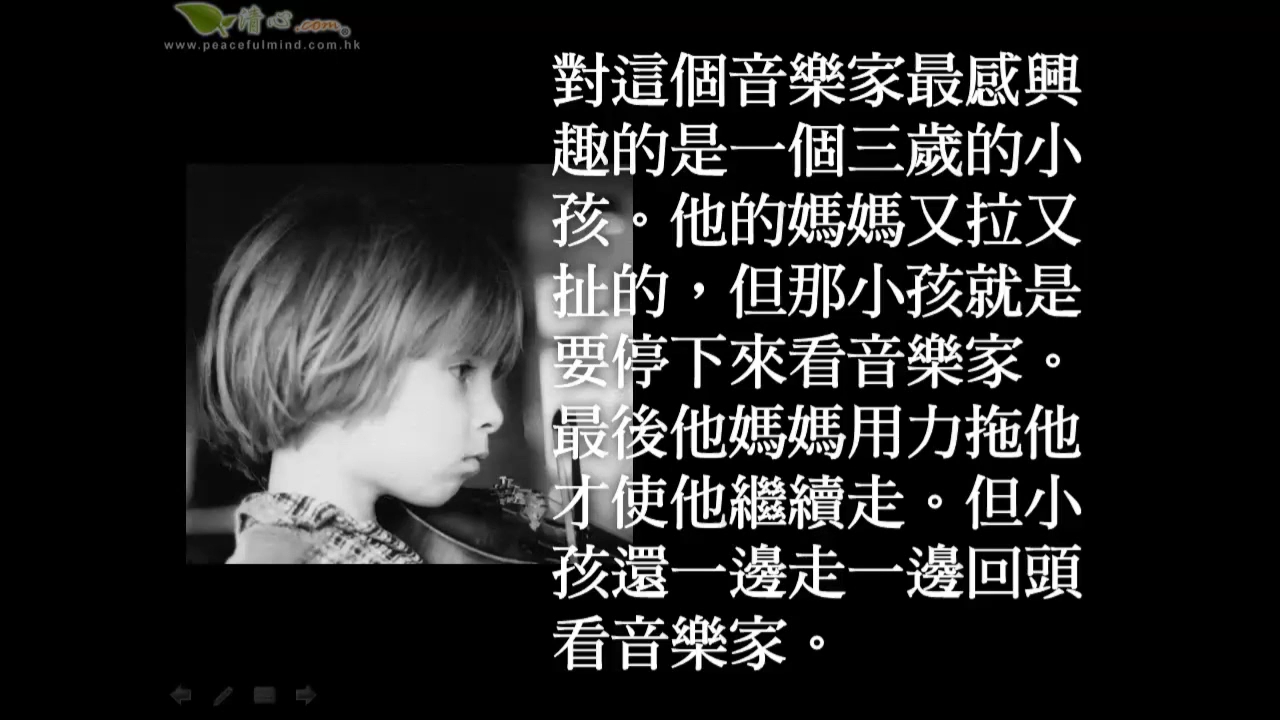 清心.com
www.peacefulmind.com.hk
對這個音樂家最感興
趣的是一個三歲的小
孩。他的媽媽又拉又
扯的，但那小孩就是
要停下來看音樂家。
最後他媽媽用力拖他
才使他繼續走。但小
孩還一邊走一邊回頭
看音樂家。